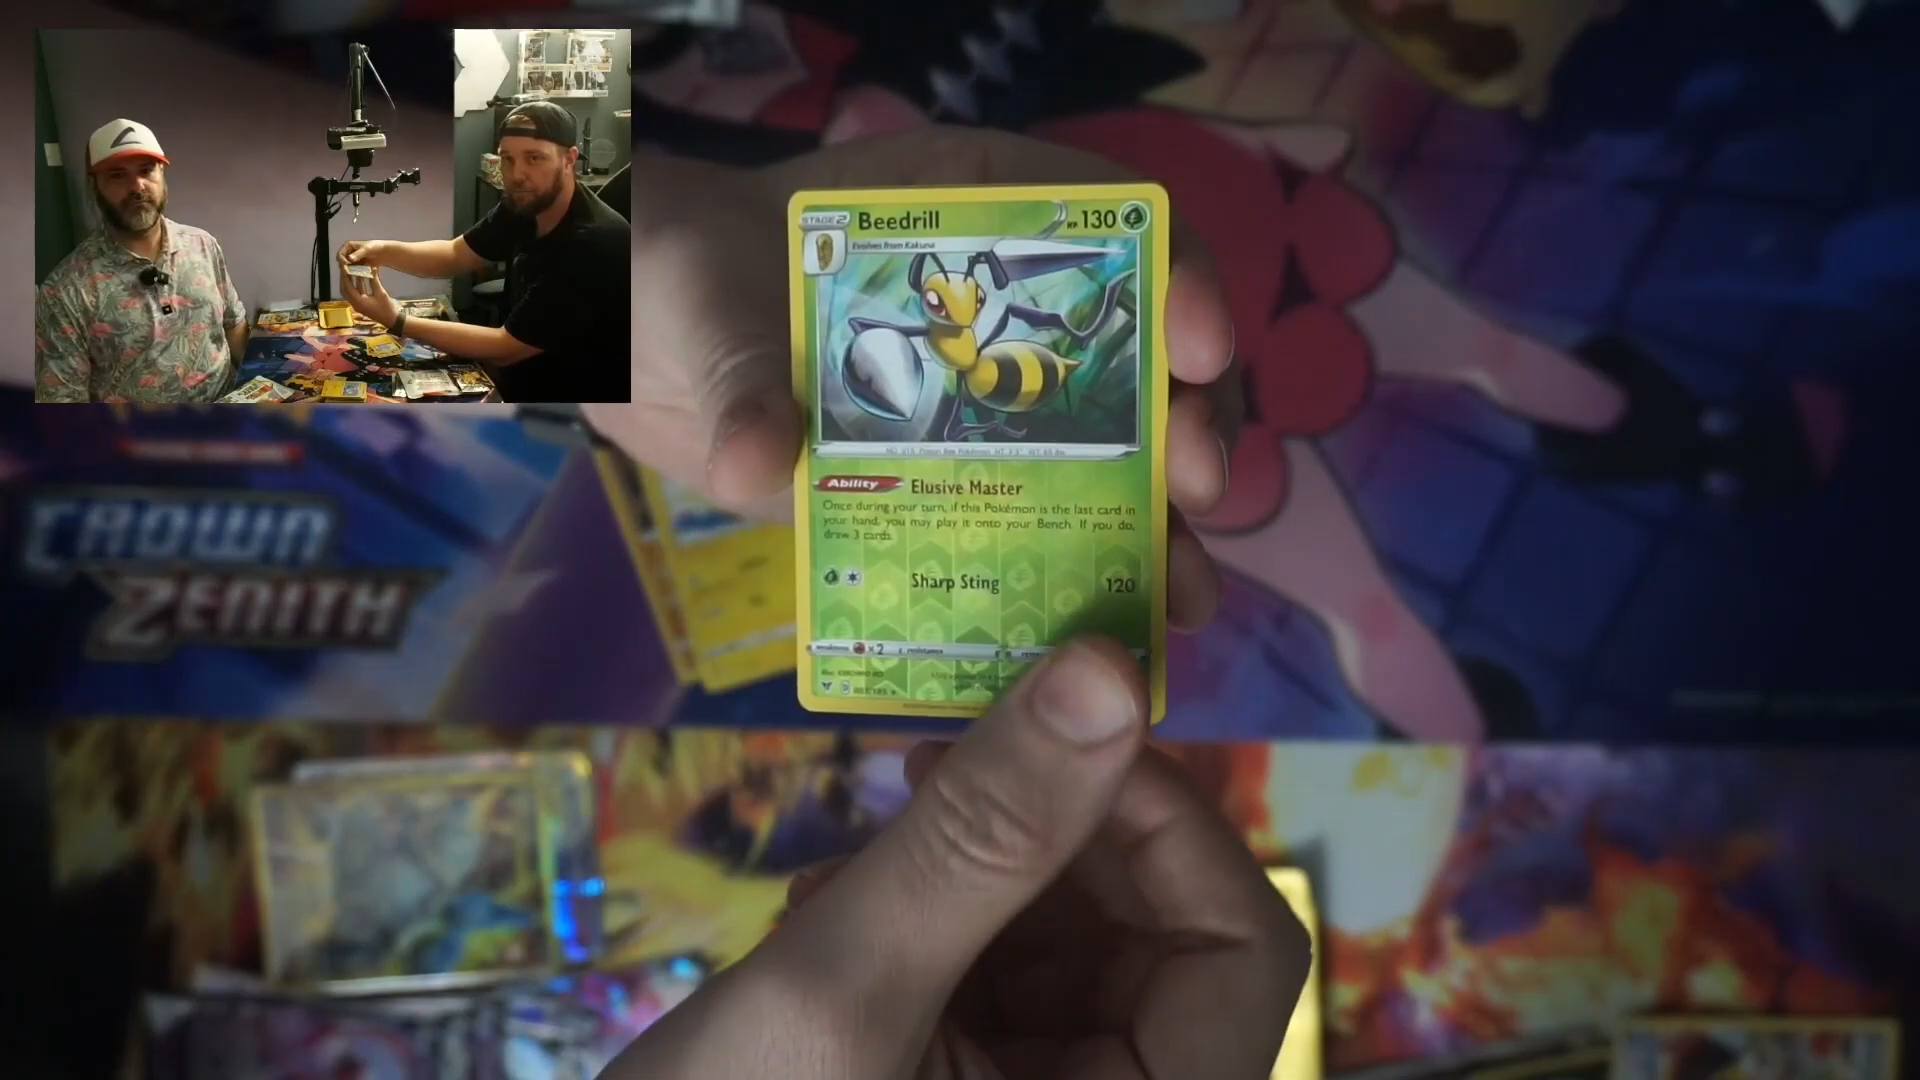 STAGE 2 Beedrill HP 130
Evolves from Kakuna
Ability Elusive Master
Once during your turn, if this Pokémon is the last card in
your hand, you may play it onto your Bench. If you do,
draw 3 cards.
Sharp Sting 120
weakness ×2 resistance
CROWN
ZENITH